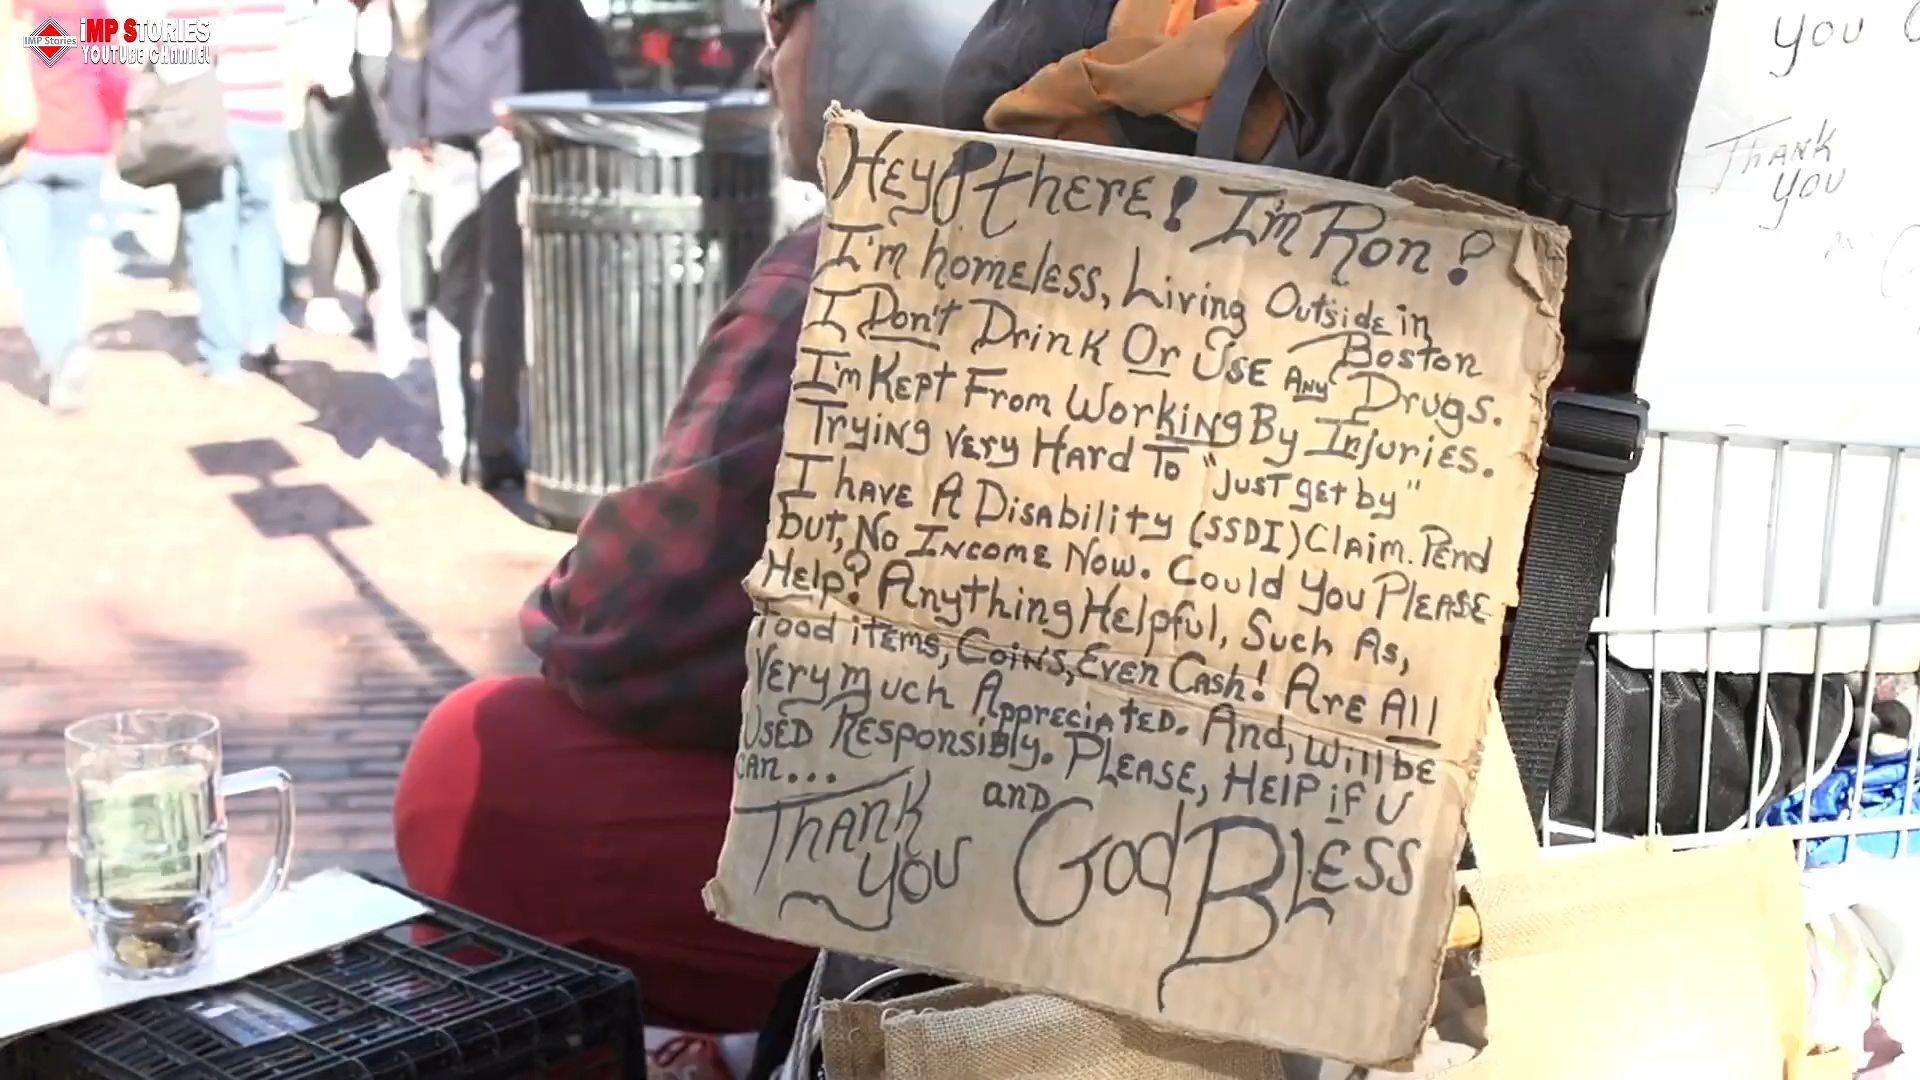 IMP Stories
iMP STORIES
YOUTUBE CHANNEL
Hey there! I'm Ron!
I'm homeless, Living Outside in
Boston
I Don't Drink Or Use Any Drugs.
I'm Kept From Working By Injuries.
Trying Very Hard To "just get by"
I have A Disability (SSDI) Claim. Pend
but, No Income Now. Could You Please
Help? Anything Helpful, Such As,
Food items, Coins, Even Cash! Are All
Very much Appreciated. And, Will be
Used Responsibly. Please, Help if U
can...
Thank You and God Bless
You
Thank
you